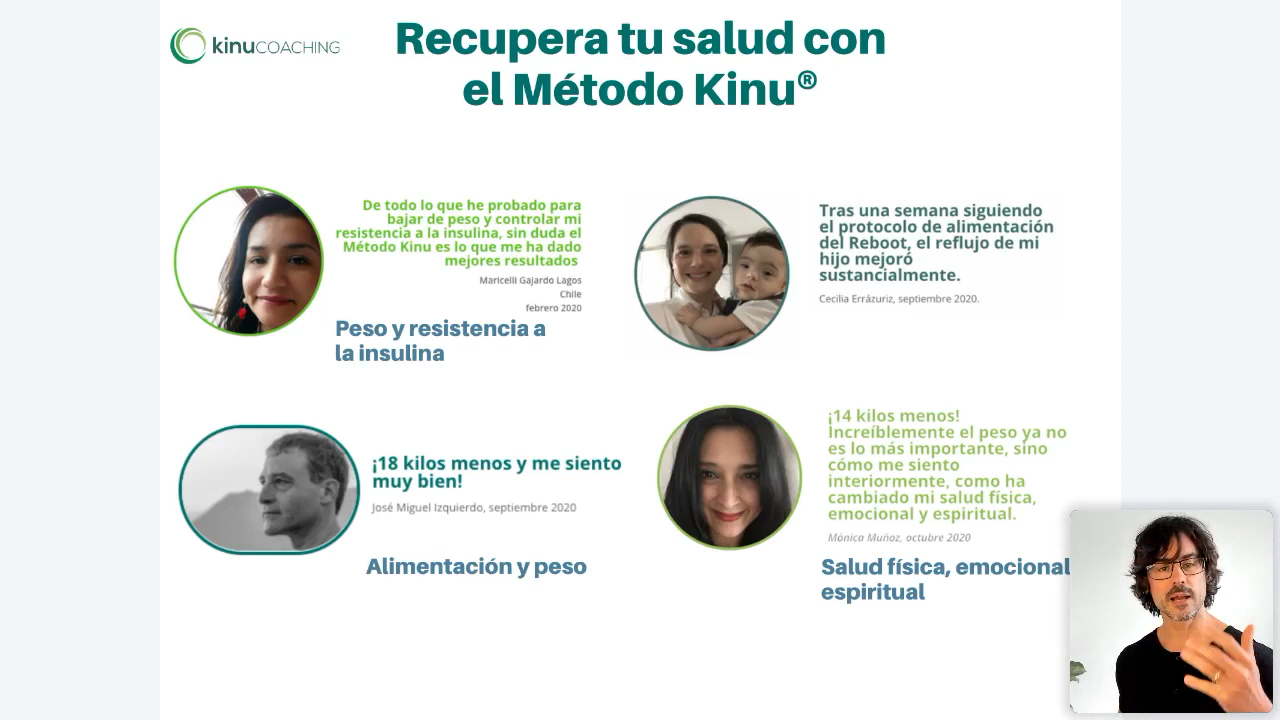 kinuCOACHING
Recupera tu salud con
el Método Kinu®
De todo lo que he probado para
bajar de peso y controlar mi
resistencia a la insulina, sin duda el
Método Kinu es lo que me ha dado
mejores resultados
Maricelli Gajardo Lagos
Chile
febrero 2020
Peso y resistencia a
la insulina
Tras una semana siguiendo
el protocolo de alimentación
del Reboot, el reflujo de mi
hijo mejoró
sustancialmente.
Cecilia Errázuriz, septiembre 2020.
¡18 kilos menos y me siento
muy bien!
José Miguel Izquierdo, septiembre 2020
Alimentación y peso
¡14 kilos menos!
Increíblemente el peso ya no
es lo más importante, sino
cómo me siento
interiormente, como ha
cambiado mi salud física,
emocional y espiritual.
Mónica Muñoz, octubre 2020
Salud física, emocional
espiritual